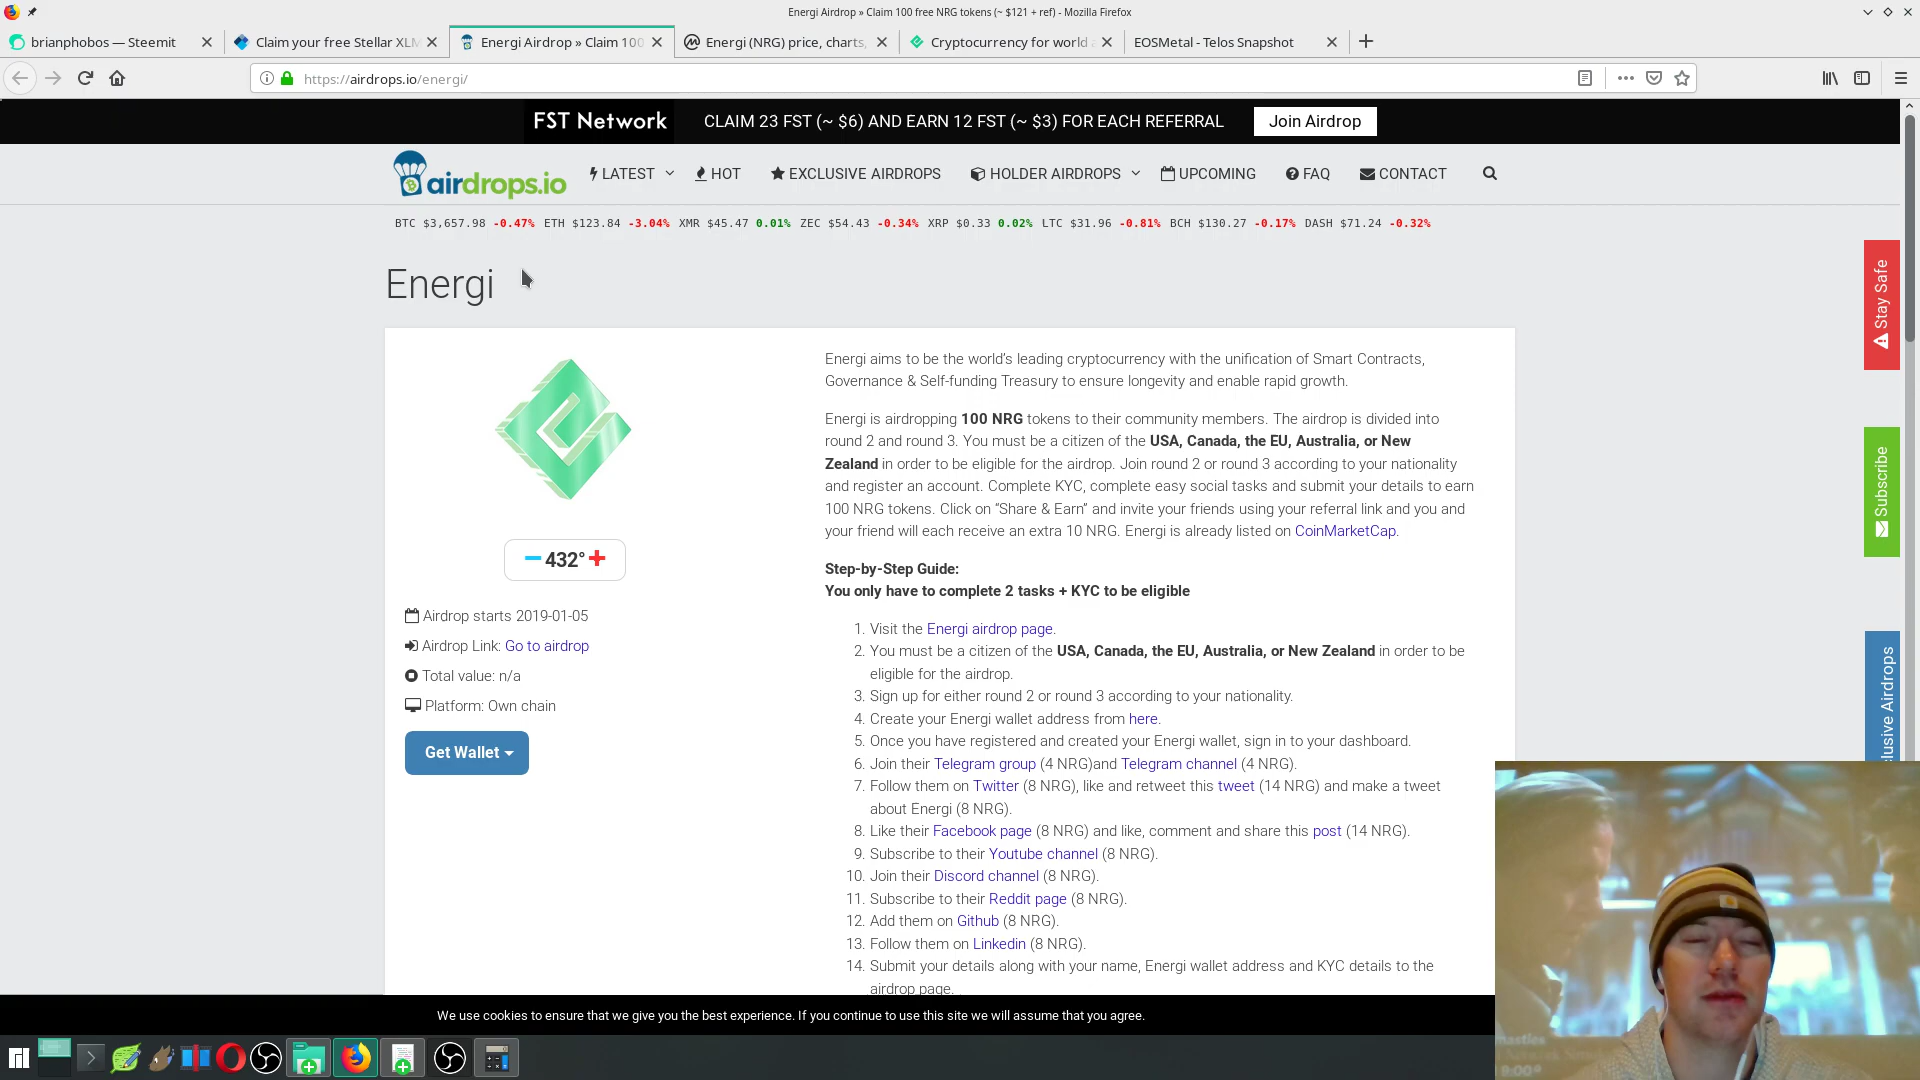 Energi Airdrop » Claim 100 free NRG tokens (~ $121 + ref) - Mozilla Firefox
brianphobos — Steemit
Claim your free Stellar XLM
Energi Airdrop » Claim 100
Energi (NRG) price, charts,
Cryptocurrency for world a
EOSMetal - Telos Snapshot
https://airdrops.io/energi/
FST Network
CLAIM 23 FST (~ $6) AND EARN 12 FST (~ $3) FOR EACH REFERRAL
Join Airdrop
airdrops.io
LATEST
HOT
EXCLUSIVE AIRDROPS
HOLDER AIRDROPS
UPCOMING
FAQ
CONTACT
BTC $3,657.98 -0.47% ETH $123.84 -3.04% XMR $45.47 0.01% ZEC $54.43 -0.34% XRP $0.33 0.02% LTC $31.96 -0.81% BCH $130.27 -0.17% DASH $71.24 -0.32%
Energi
Stay Safe
Subscribe
lusive Airdrops
432°
Airdrop starts 2019-01-05
Airdrop Link: Go to airdrop
Total value: n/a
Platform: Own chain
Get Wallet
Energi aims to be the world's leading cryptocurrency with the unification of Smart Contracts,
Governance & Self-funding Treasury to ensure longevity and enable rapid growth.
Energi is airdropping 100 NRG tokens to their community members. The airdrop is divided into
round 2 and round 3. You must be a citizen of the USA, Canada, the EU, Australia, or New
Zealand in order to be eligible for the airdrop. Join round 2 or round 3 according to your nationality
and register an account. Complete KYC, complete easy social tasks and submit your details to earn
100 NRG tokens. Click on “Share & Earn” and invite your friends using your referral link and you and
your friend will each receive an extra 10 NRG. Energi is already listed on CoinMarketCap.
Step-by-Step Guide:
You only have to complete 2 tasks + KYC to be eligible
1. Visit the Energi airdrop page.
2. You must be a citizen of the USA, Canada, the EU, Australia, or New Zealand in order to be
eligible for the airdrop.
3. Sign up for either round 2 or round 3 according to your nationality.
4. Create your Energi wallet address from here.
5. Once you have registered and created your Energi wallet, sign in to your dashboard.
6. Join their Telegram group (4 NRG)and Telegram channel (4 NRG).
7. Follow them on Twitter (8 NRG), like and retweet this tweet (14 NRG) and make a tweet
about Energi (8 NRG).
8. Like their Facebook page (8 NRG) and like, comment and share this post (14 NRG).
9. Subscribe to their Youtube channel (8 NRG).
10. Join their Discord channel (8 NRG).
11. Subscribe to their Reddit page (8 NRG).
12. Add them on Github (8 NRG).
13. Follow them on Linkedin (8 NRG).
14. Submit your details along with your name, Energi wallet address and KYC details to the
airdrop page.
We use cookies to ensure that we give you the best experience. If you continue to use this site we will assume that you agree.